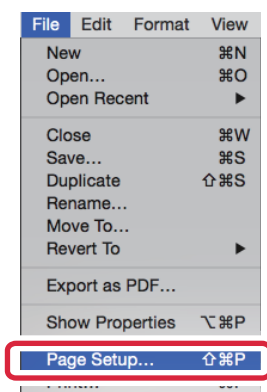 File Edit Format View
New ⌘N
Open... ⌘O
Open Recent ▶
Close ⌘W
Save... ⌘S
Duplicate ⇧⌘S
Rename...
Move To...
Revert To ▶
Export as PDF...
Show Properties ⌥⌘P
Page Setup... ⇧⌘P